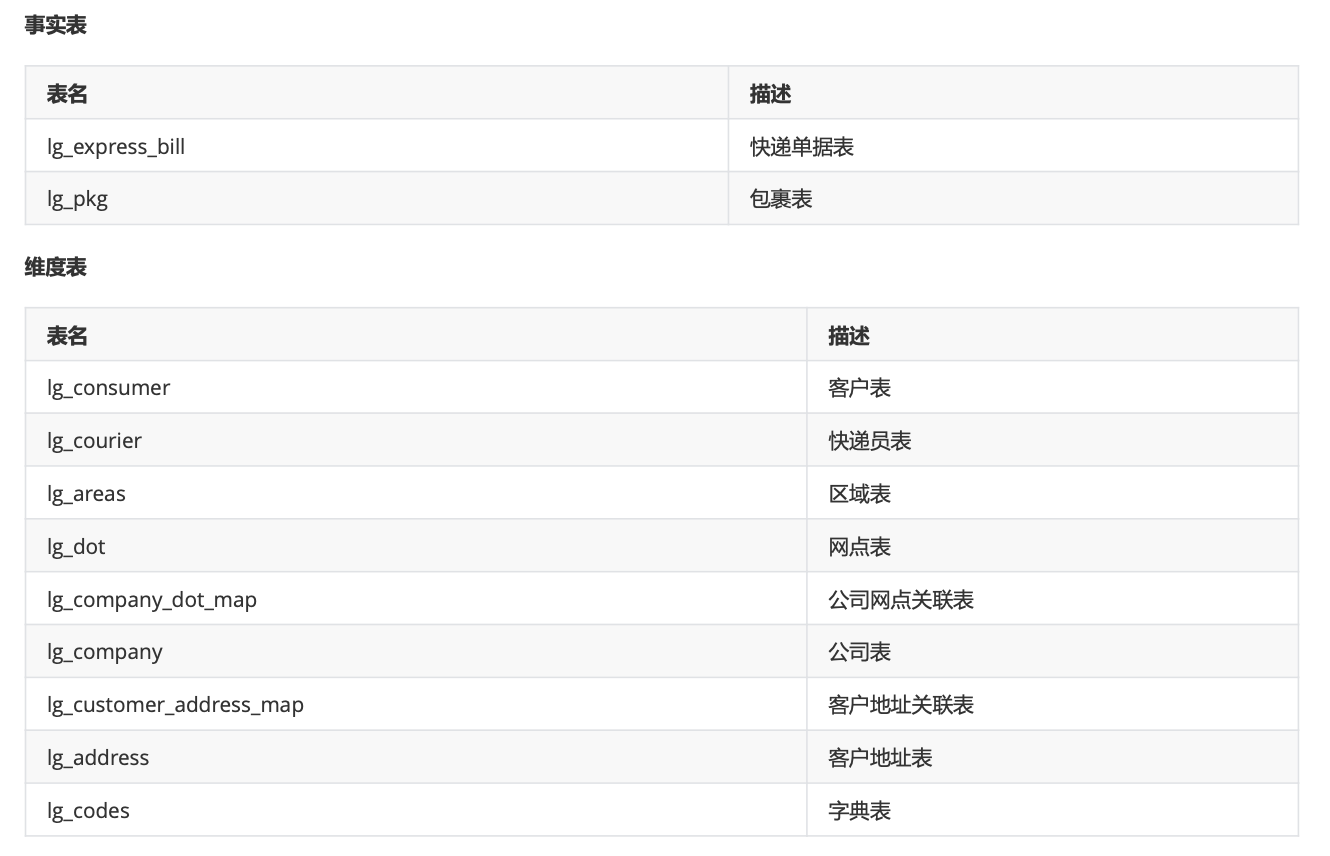 事实表
表名 描述
lg_express_bill 快递单据表
lg_pkg 包裹表
维度表
表名 描述
lg_consumer 客户表
lg_courier 快递员表
lg_areas 区域表
lg_dot 网点表
lg_company_dot_map 公司网点关联表
lg_company 公司表
lg_customer_address_map 客户地址关联表
lg_address 客户地址表
lg_codes 字典表